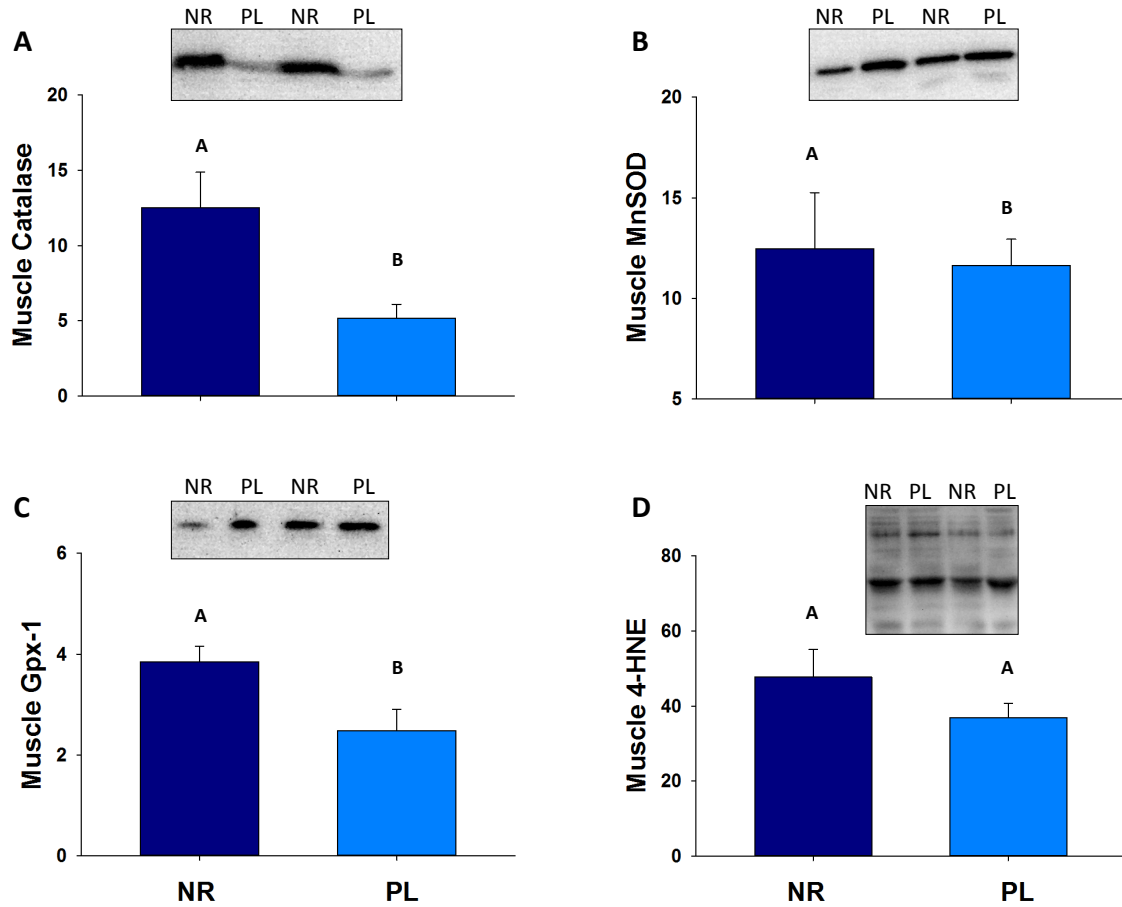 A
NR PL NR PL
Muscle Catalase
20
15
10
5
0
A
B
B
NR PL NR PL
Muscle MnSOD
20
15
10
5
A
B
C
NR PL NR PL
Muscle Gpx-1
6
4
2
0
A
B
NR PL
D
NR PL NR PL
Muscle 4-HNE
80
60
40
20
0
A
A
NR PL